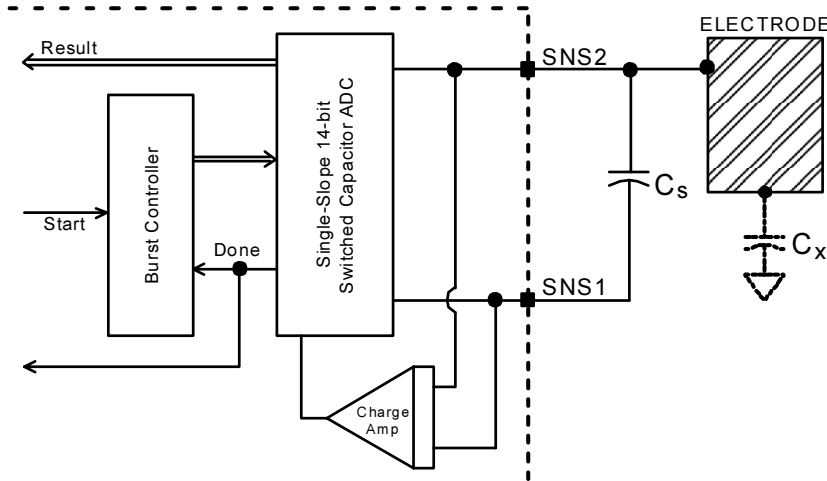 ELECTRODE
Result
SNS2
Single-Slope 14-bit
Switched Capacitor ADC
Burst Controller
Start
Done
Cs
Cx
SNS1
Charge
Amp